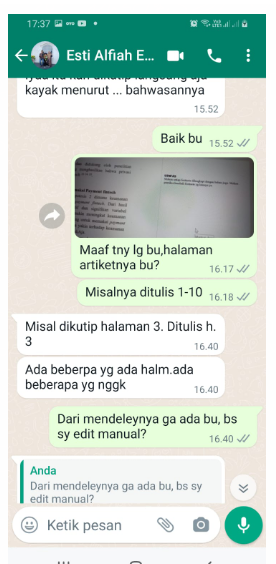 17:37
Esti Alfiah E...
kayak menurut ... bahwasannya
15.52
Baik bu 15.52
Maaf tny lg bu,halaman
artiketnya bu?
16.17
Misalnya ditulis 1-10 16.18
Misal dikutip halaman 3. Ditulis h.
3
16.40
Ada beberpa yg ada halm.ada
beberapa yg nggk
16.40
Dari mendeleynya ga ada bu, bs
sy edit manual?
16.40
Anda
Dari mendeleynya ga ada bu, bs sy
edit manual?
Ketik pesan